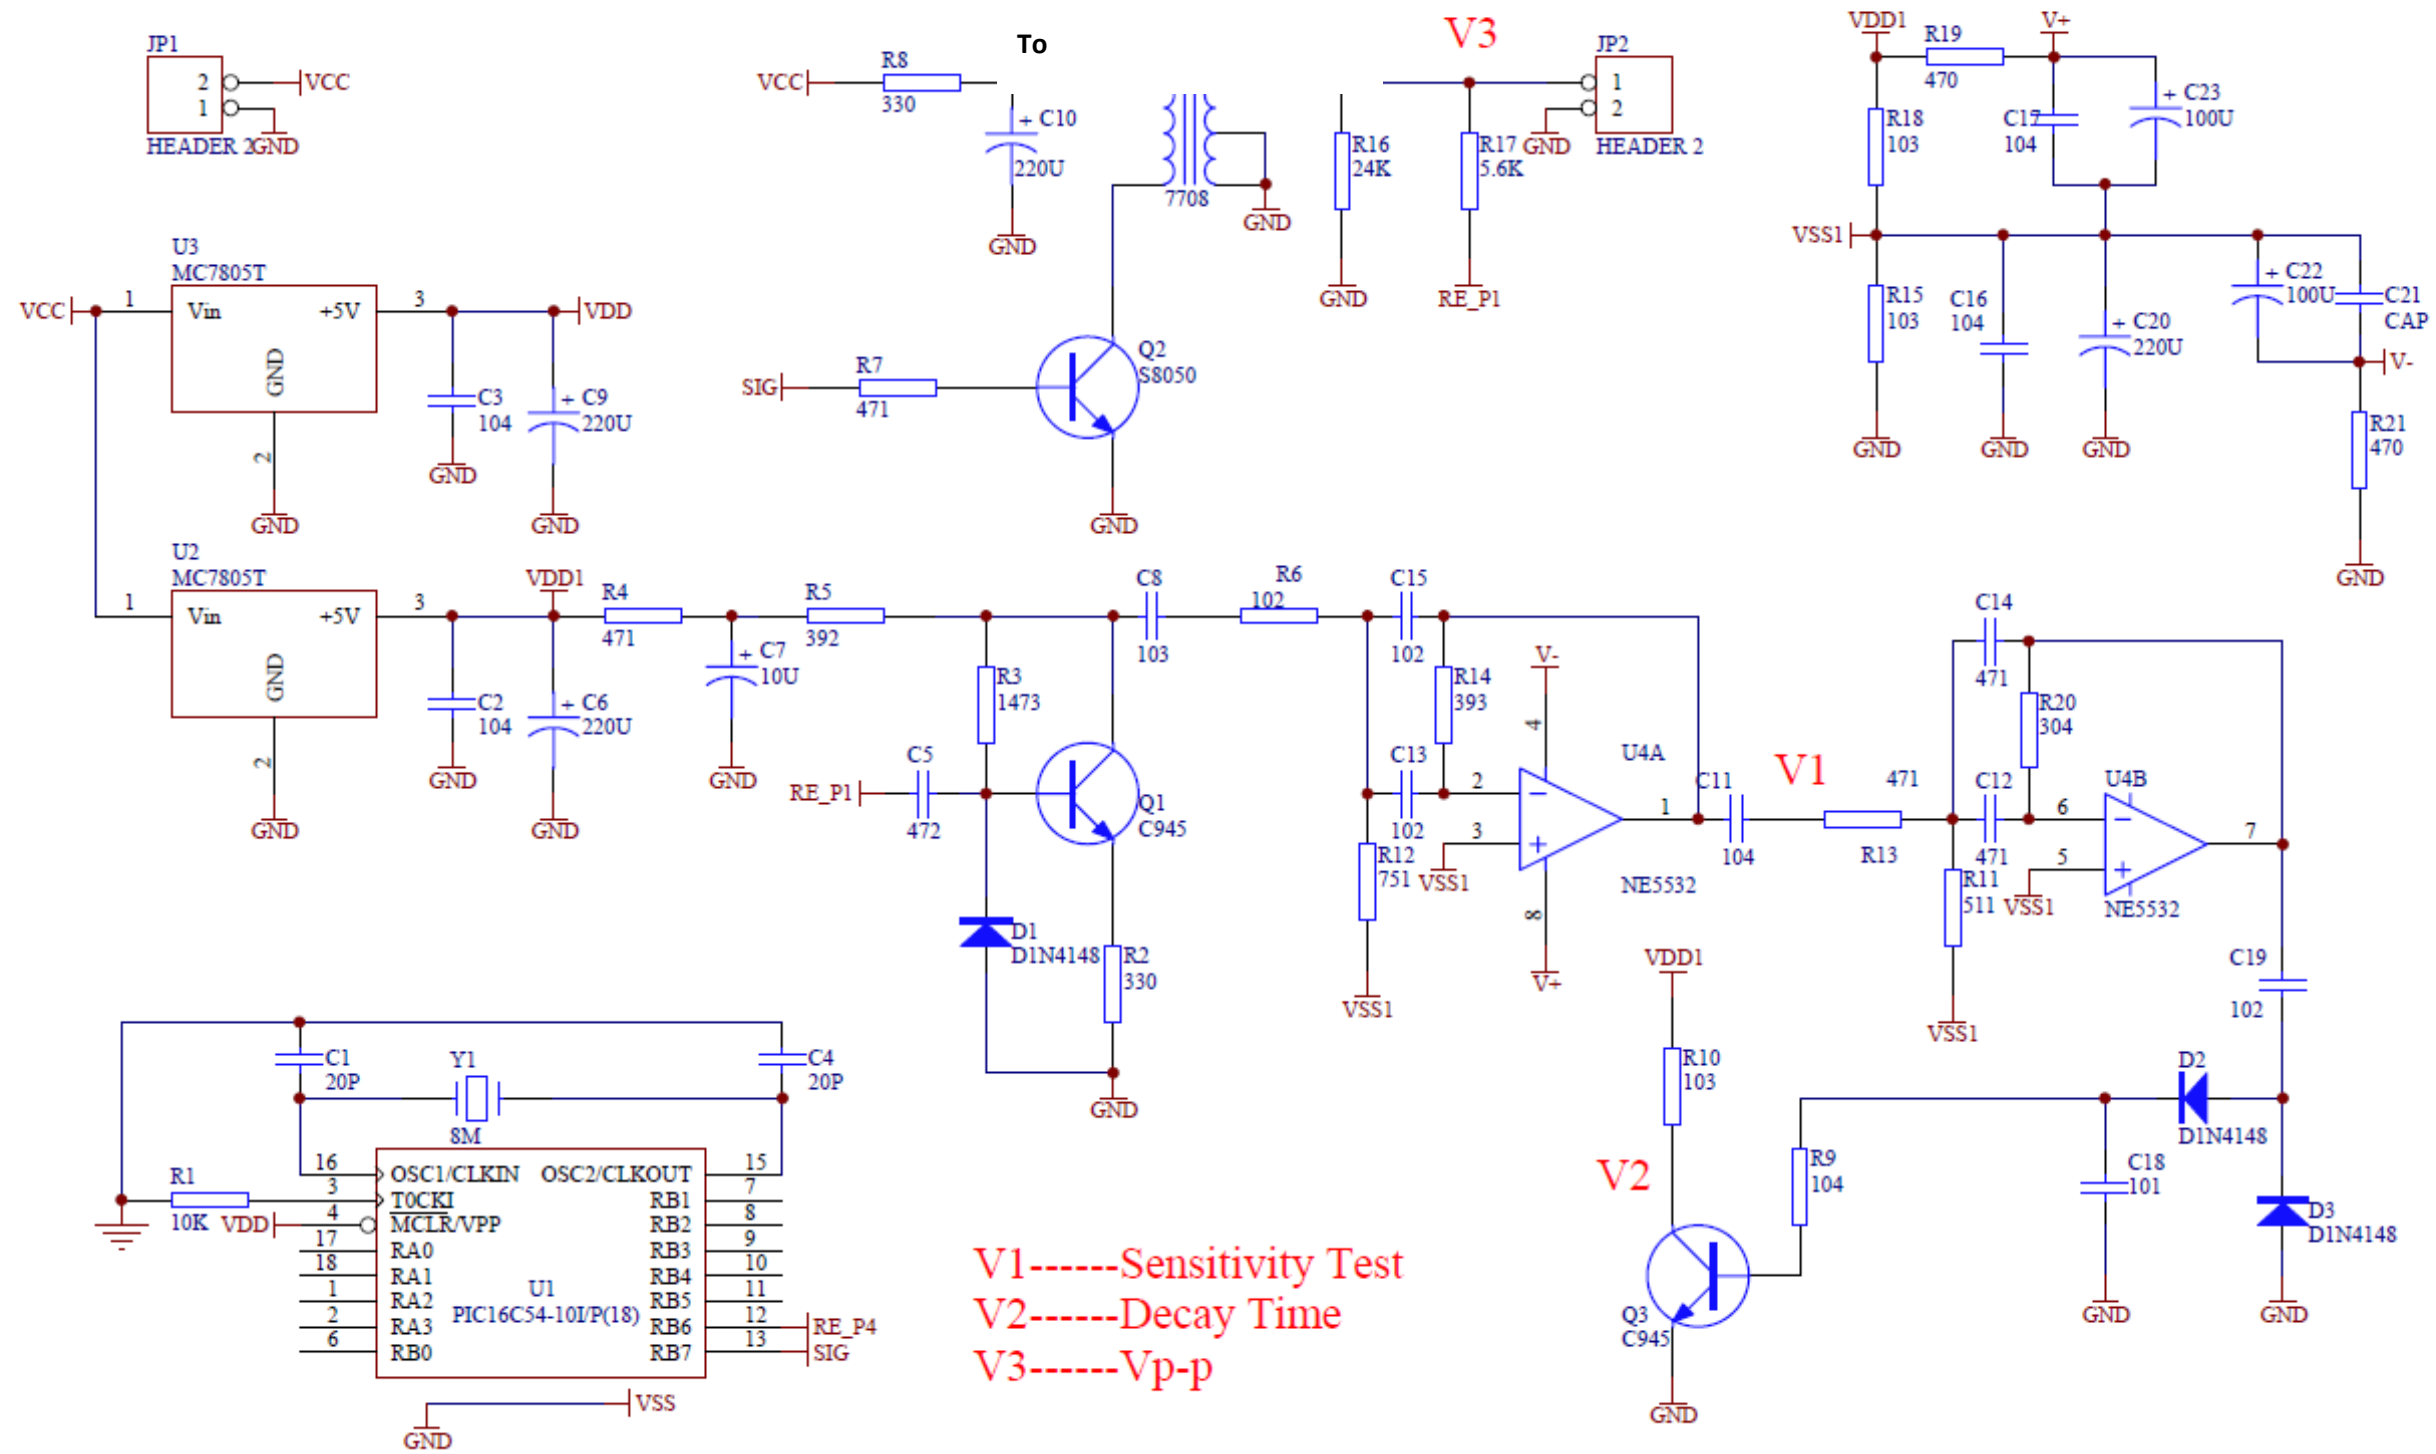 JP1
2
VCC
1
HEADER 2
GND
To
VCC
R8
330
+
C10
220U
GND
7708
GND
V3
JP2
1
2
GND
HEADER 2
R16
24K
GND
R17
5.6K
RE_P1
VDD1
R19
470
V+
R18
103
C17
104
+
C23
100U
VSS1
R15
103
GND
C16
104
GND
+
C20
220U
GND
+
C22
100U
C21
CAP
V-
R21
470
GND
U3
MC7805T
VCC
1
Vin
+5V
3
VDD
GND
2
GND
C3
104
GND
+
C9
220U
GND
SIG
R7
471
Q2
S8050
GND
U2
MC7805T
1
Vin
+5V
3
VDD1
GND
2
GND
C2
104
GND
+
C6
220U
GND
R4
471
+
C7
10U
GND
R5
392
R3
1473
C8
103
R6
102
C15
102
R14
393
RE_P1
C5
472
Q1
C945
D1
D1N4148
R2
330
GND
C13
102
R12
751
VSS1
VSS1
V-
4
2
3
8
V+
U4A
1
NE5532
C11
104
V1
471
R13
C14
471
R20
304
C12
471
R11
511
VSS1
VSS1
6
5
U4B
7
NE5532
C19
102
VDD1
R10
103
V2
Q3
C945
GND
R9
104
D2
D1N4148
C18
101
GND
D3
D1N4148
GND
C1
20P
Y1
8M
C4
20P
R1
10K
VDD
16
OSC1/CLKIN
OSC2/CLKOUT
15
3
T0CKI
RB1
7
4
MCLR/VPP
RB2
8
17
RA0
RB3
9
18
RA1
RB4
10
1
RA2
RB5
11
2
RA3
RB6
12
RE_P4
6
RB0
RB7
13
SIG
U1
PIC16C54-10I/P(18)
VSS
GND
V1------Sensitivity Test
V2------Decay Time
V3------Vp-p